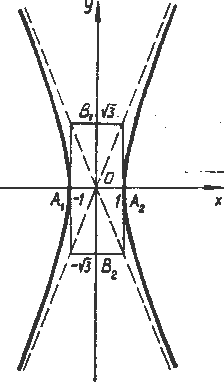 y
B₁ √3
O
A₁ -1 1 A₂ x
-√3 B₂